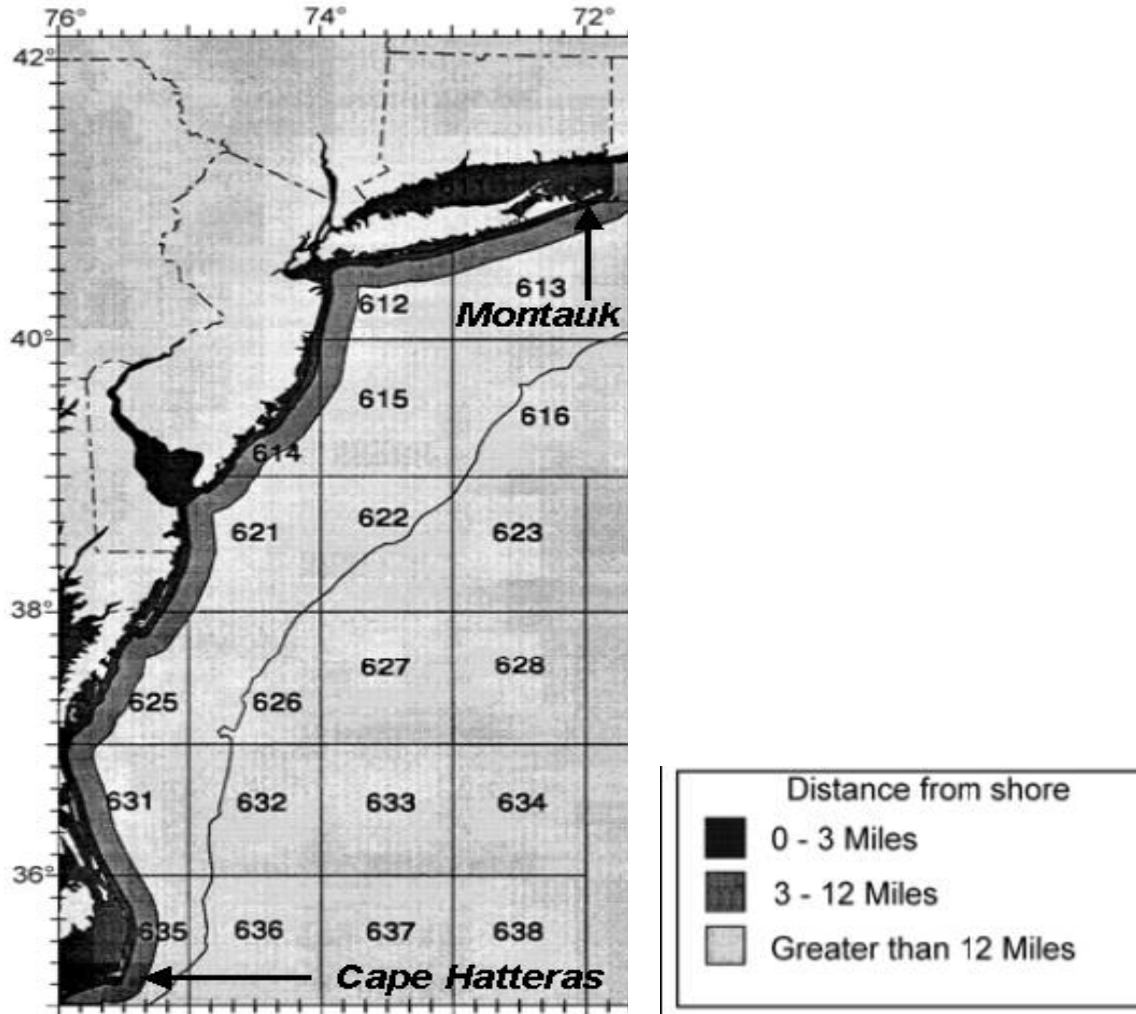 76° 74° 72°
42°
613
612
Montauk
40°
615
616
614
622
621
623
38°
627 628
625 626
631 632 633 634
36°
635 636 637 638
Cape Hatteras
Distance from shore
0 - 3 Miles
3 - 12 Miles
Greater than 12 Miles